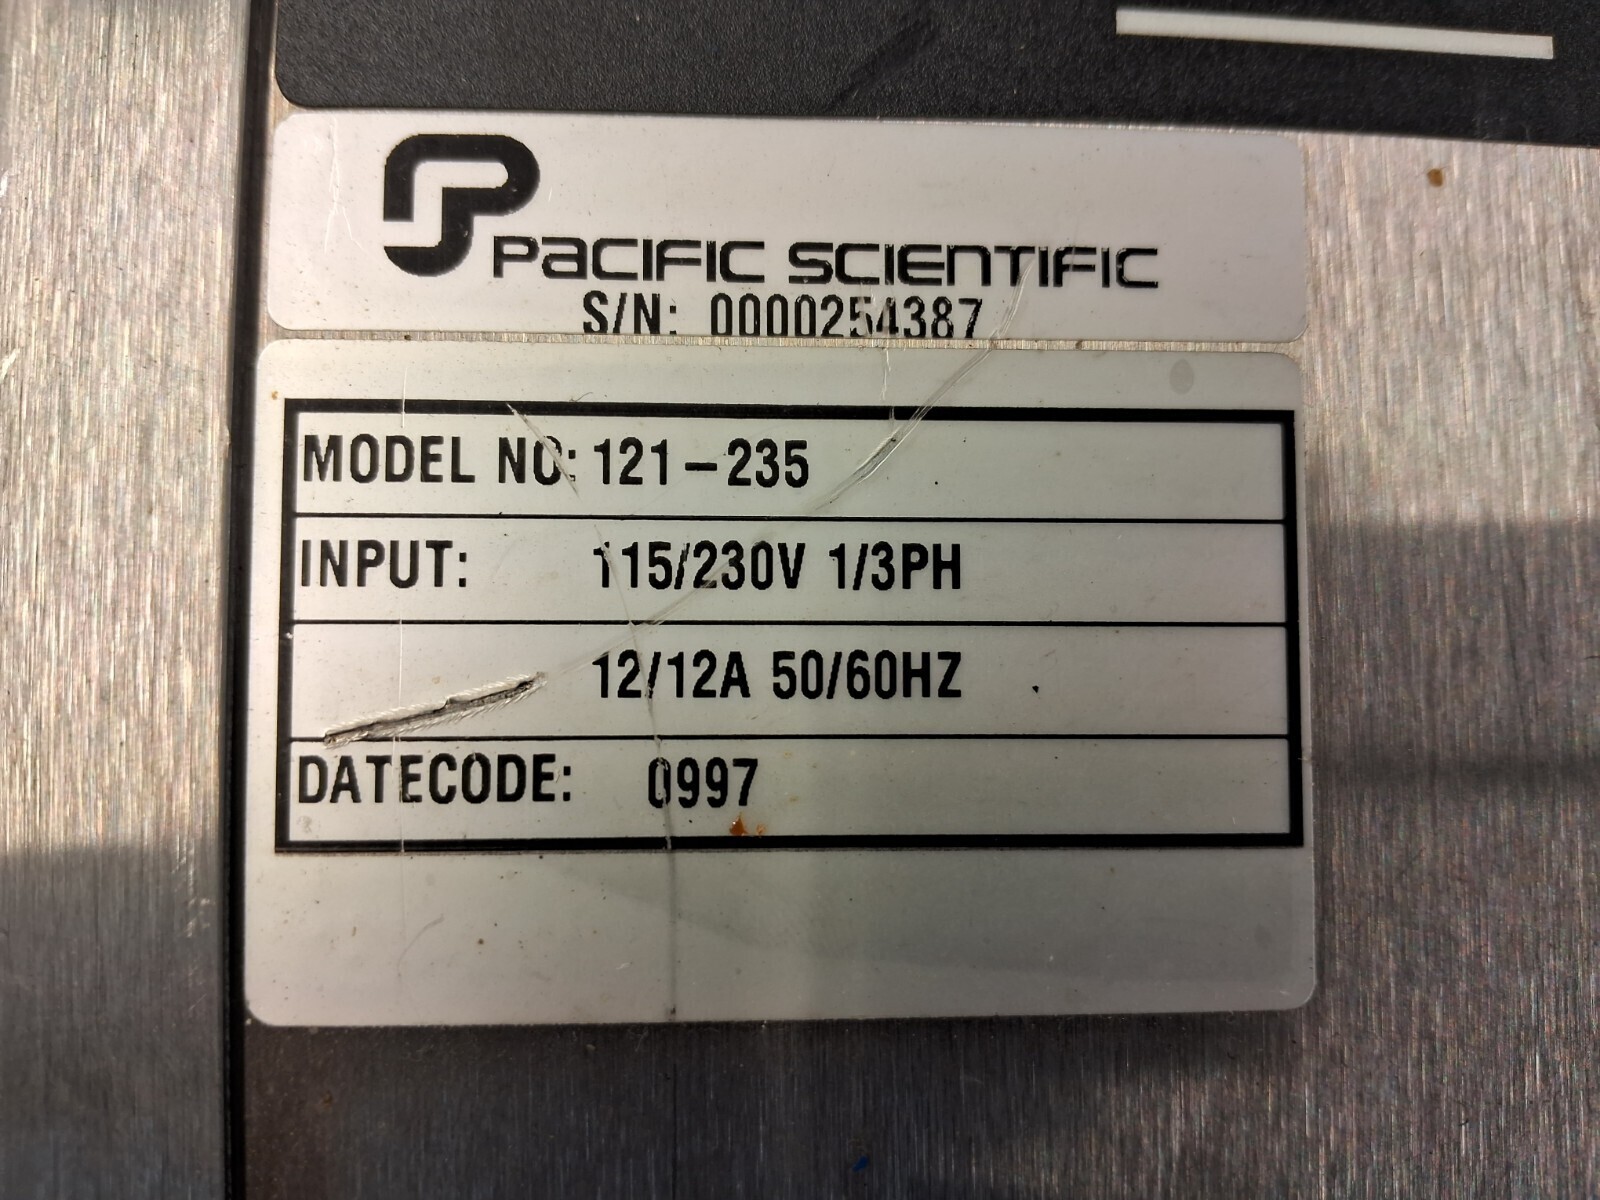 PACIFIC SCIENTIFIC
S/N: 0000254387
MODEL NO: 121-235
INPUT: 115/230V 1/3PH
12/12A 50/60HZ
DATECODE: 0997